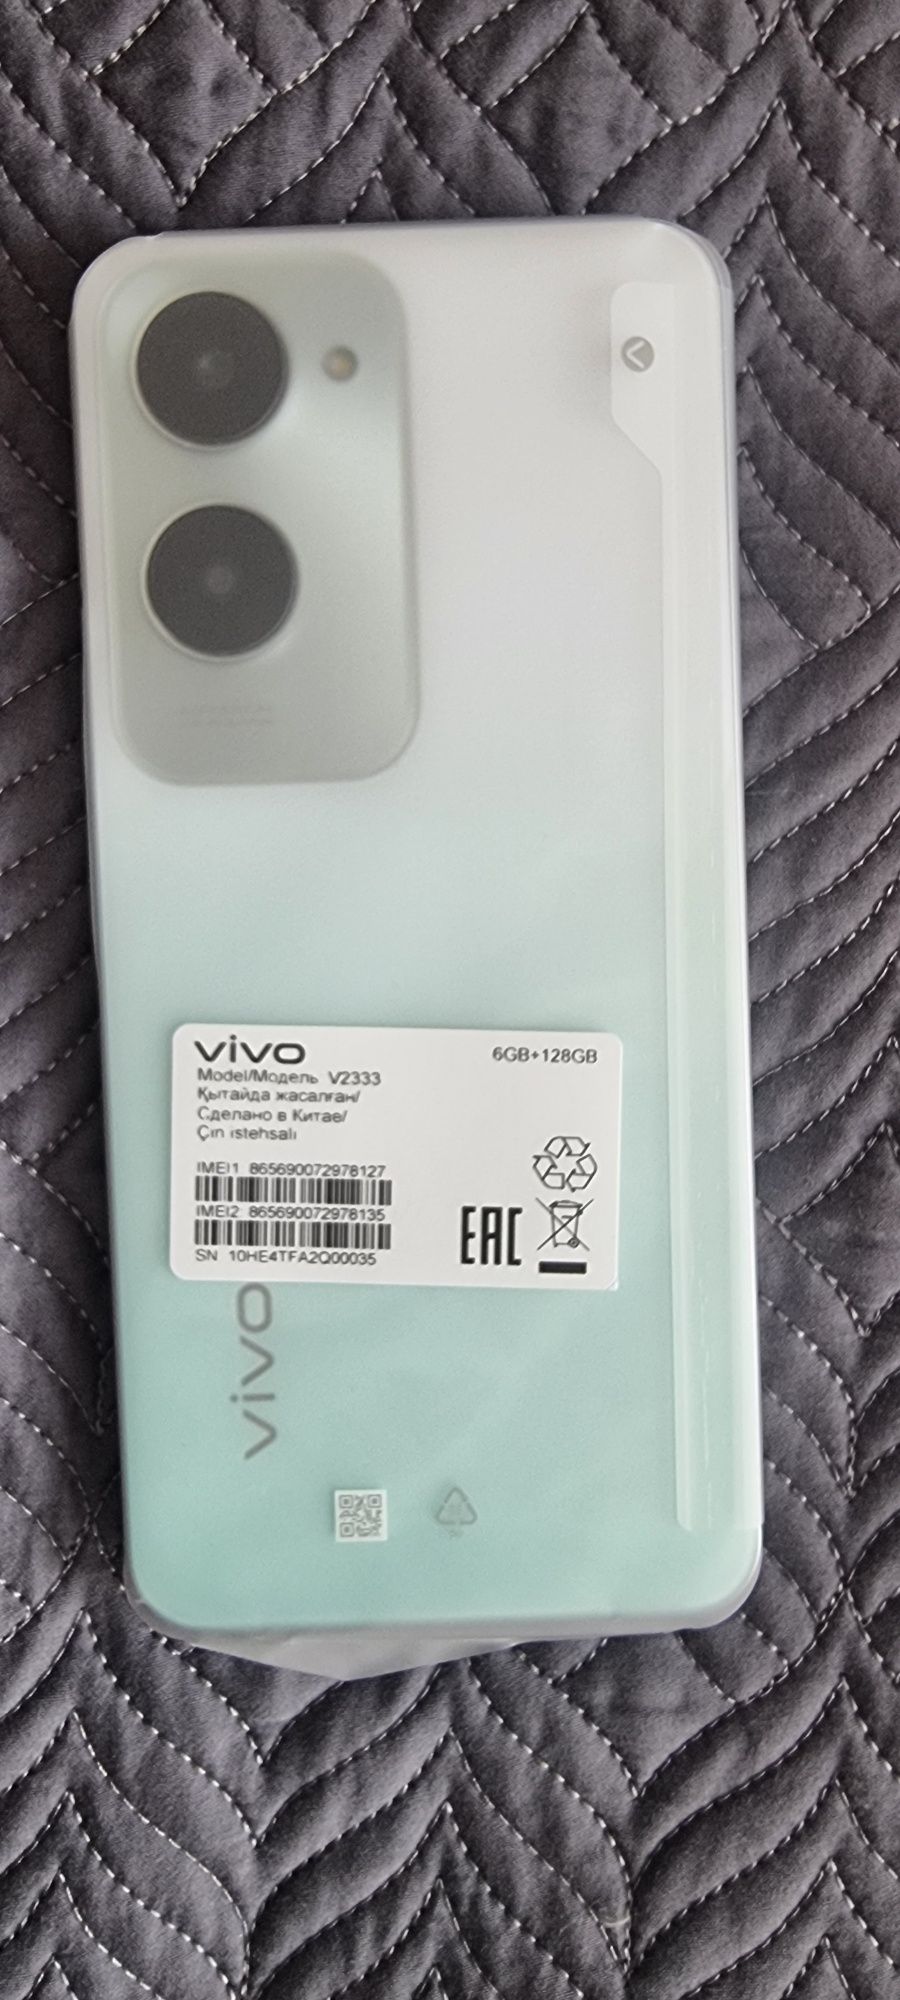 vivo
6GB+128GB
Model/Модель V2333
Қытайда жасалған/
Сделано в Китае/
Çin istehsalı
IMEI1 865690072978127
IMEI2 865690072978135
SN 10HE4TFA2Q00035
EAC
vivo